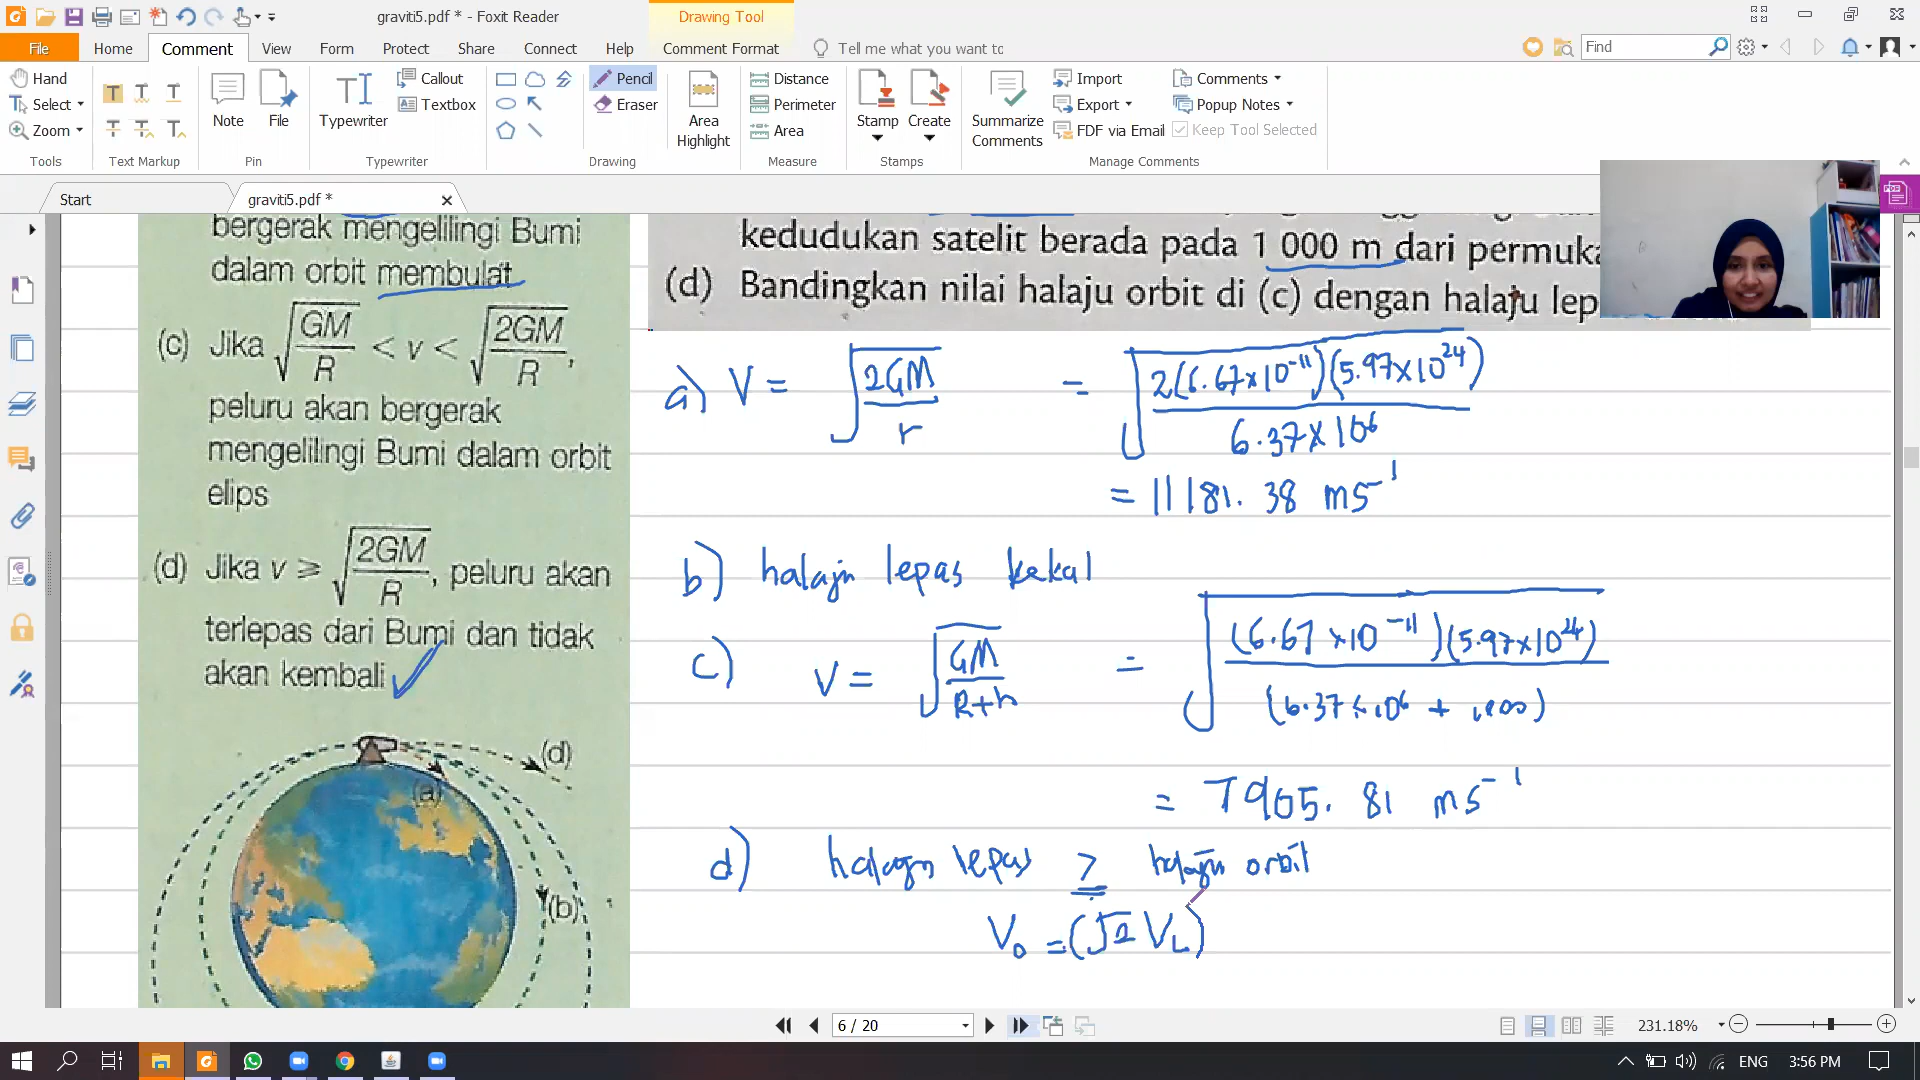 graviti5.pdf * - Foxit Reader
Drawing Tool
File Home Comment View Form Protect Share Connect Help Comment Format Tell me what you want to Find
Hand
Select
Zoom
Tools
Text Markup
Note
File
Pin
Typewriter
Callout
Textbox
Typewriter
Pencil
Eraser
Drawing
Area Highlight
Distance
Perimeter
Area
Measure
Stamp
Create
Stamps
Summarize Comments
Import
Export
FDF via Email
Comments
Popup Notes
Keep Tool Selected
Manage Comments
Start
graviti5.pdf *
bergerak mengelilingi Bumi
dalam orbit membulat
(c) Jika √(GM/R) < v < √(2GM/R),
peluru akan bergerak
mengelilingi Bumi dalam orbit
elips
(d) Jika v ⩾ √(2GM/R), peluru akan
terlepas dari Bumi dan tidak
akan kembali
(d)
(a)
(b)
kedudukan satelit berada pada 1 000 m dari permuka
(d) Bandingkan nilai halaju orbit di (c) dengan halaju lep
a) V = √(2GM/r) = √(2(6.67×10⁻¹¹)(5.97×10²⁴)/6.37×10⁶)
= 11181.38 ms⁻¹
b) halaju lepas kekal
c) V = √(GM/R+h) = √((6.67×10⁻¹¹)(5.97×10²⁴)/(6.37×10⁶ + 1000))
= 7905.81 ms⁻¹
d) halaju lepas > halaju orbit
V₀ = (√2 V_L)
6 / 20
231.18%
ENG
3:56 PM